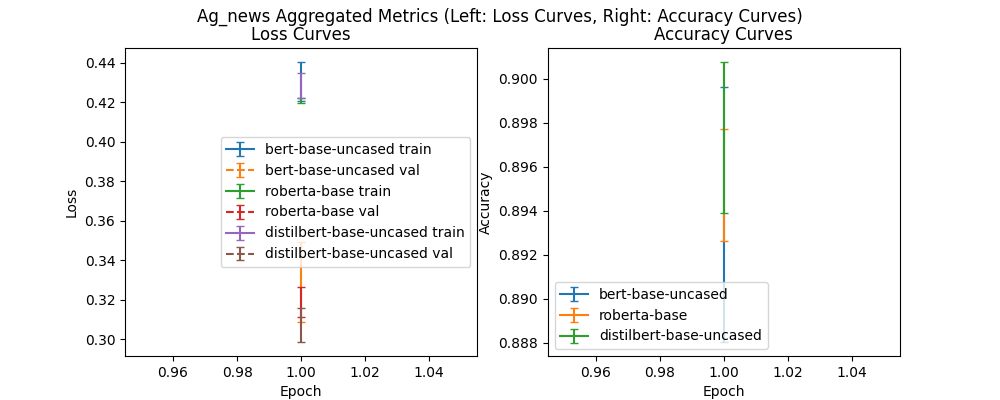 Ag_news Aggregated Metrics (Left: Loss Curves, Right: Accuracy Curves)
Loss Curves
0.44
0.42
0.40
0.38
0.36
0.34
0.32
0.30
Loss
bert-base-uncased train
bert-base-uncased val
roberta-base train
roberta-base val
distilbert-base-uncased train
distilbert-base-uncased val
0.96
0.98
1.00
1.02
1.04
Epoch
Accuracy Curves
0.900
0.898
0.896
0.894
0.892
0.890
0.888
Accuracy
bert-base-uncased
roberta-base
distilbert-base-uncased
0.96
0.98
1.00
1.02
1.04
Epoch